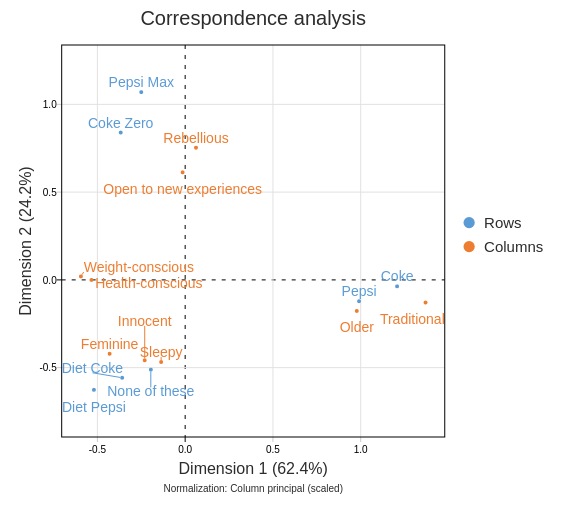 Correspondence analysis
Pepsi Max
1.0
Coke Zero
Rebellious
Open to new experiences
0.5
Dimension 2 (24.2%)
Weight-conscious
Health-conscious
0.0
Coke
Pepsi
Innocent
Older
Traditional
Feminine
Sleepy
-0.5
Diet Coke
None of these
Diet Pepsi
-0.5
0.0
0.5
1.0
Dimension 1 (62.4%)
Normalization: Column principal (scaled)
Rows
Columns